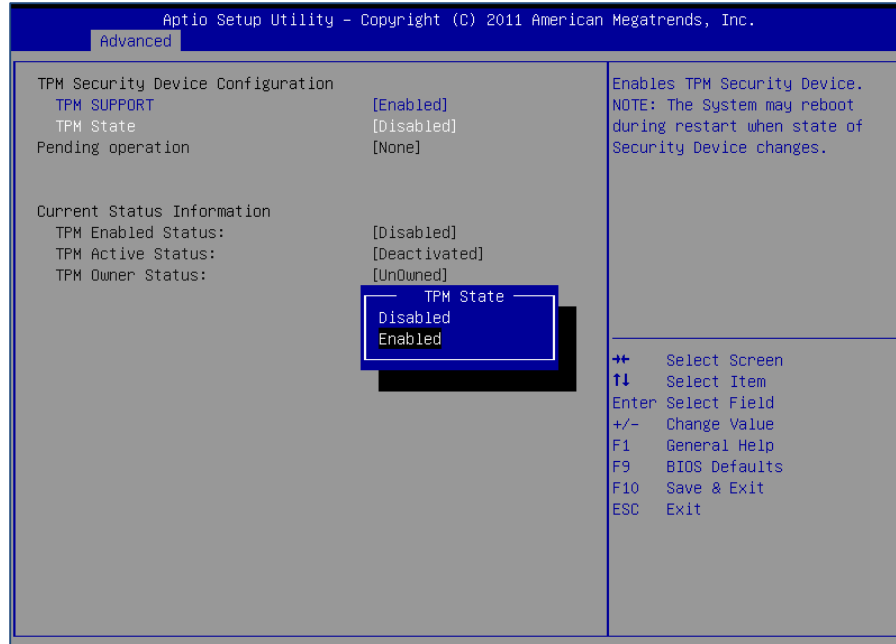 Aptio Setup Utility – Copyright (C) 2011 American Megatrends, Inc.
Advanced
TPM Security Device Configuration
TPM SUPPORT [Enabled]
TPM State [Disabled]
Pending operation [None]
Current Status Information
TPM Enabled Status: [Disabled]
TPM Active Status: [Deactivated]
TPM Owner Status: [UnOwned]
TPM State
Disabled
Enabled
Enables TPM Security Device.
NOTE: The System may reboot
during restart when state of
Security Device changes.
→← Select Screen
↑↓ Select Item
Enter Select Field
+/- Change Value
F1 General Help
F9 BIOS Defaults
F10 Save & Exit
ESC Exit